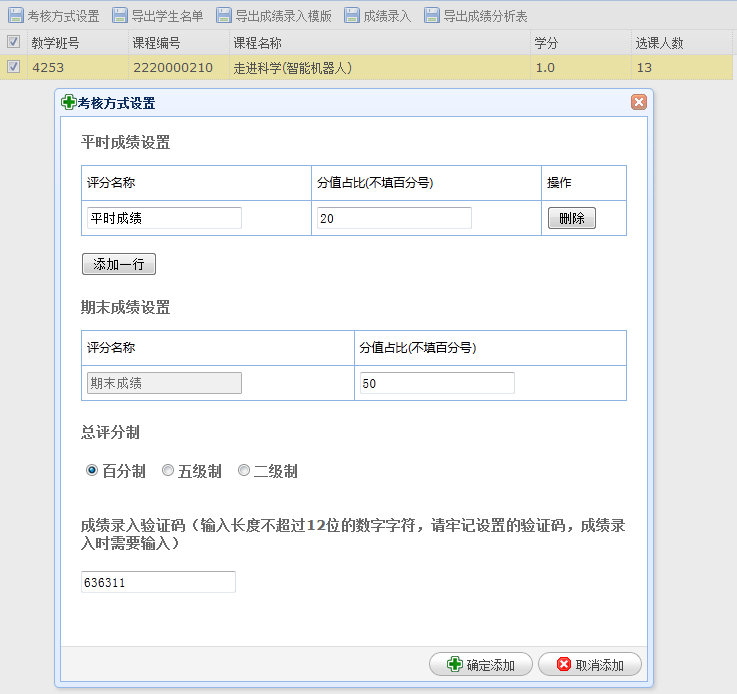 考核方式设置 导出学生名单 导出成绩录入模版 成绩录入 导出成绩分析表
教学班号 课程编号 课程名称 学分 选课人数
4253 2220000210 走进科学(智能机器人) 1.0 13
考核方式设置
平时成绩设置
评分名称 分值占比(不填百分号) 操作
平时成绩 20 删除
添加一行
期末成绩设置
评分名称 分值占比(不填百分号)
期末成绩 50
总评分制
百分制 五级制 二级制
成绩录入验证码（输入长度不超过12位的数字字符，请牢记设置的验证码，成绩录
入时需要输入）
636311
确定添加 取消添加